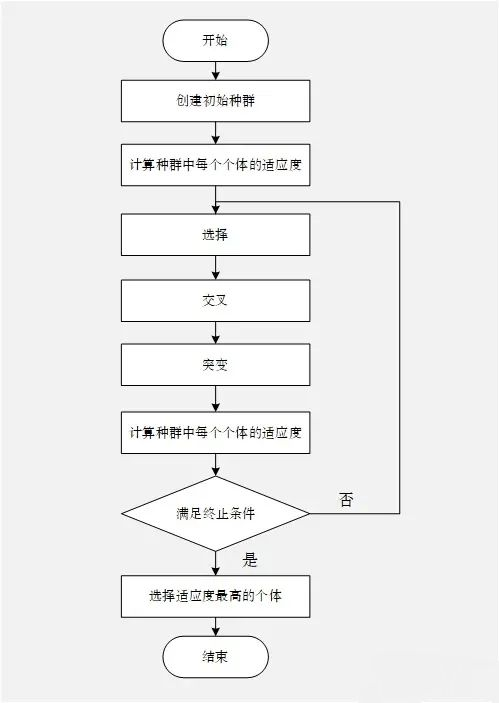 开始
创建初始种群
计算种群中每个个体的适应度
选择
交叉
突变
计算种群中每个个体的适应度
满足终止条件
否
是
选择适应度最高的个体
结束